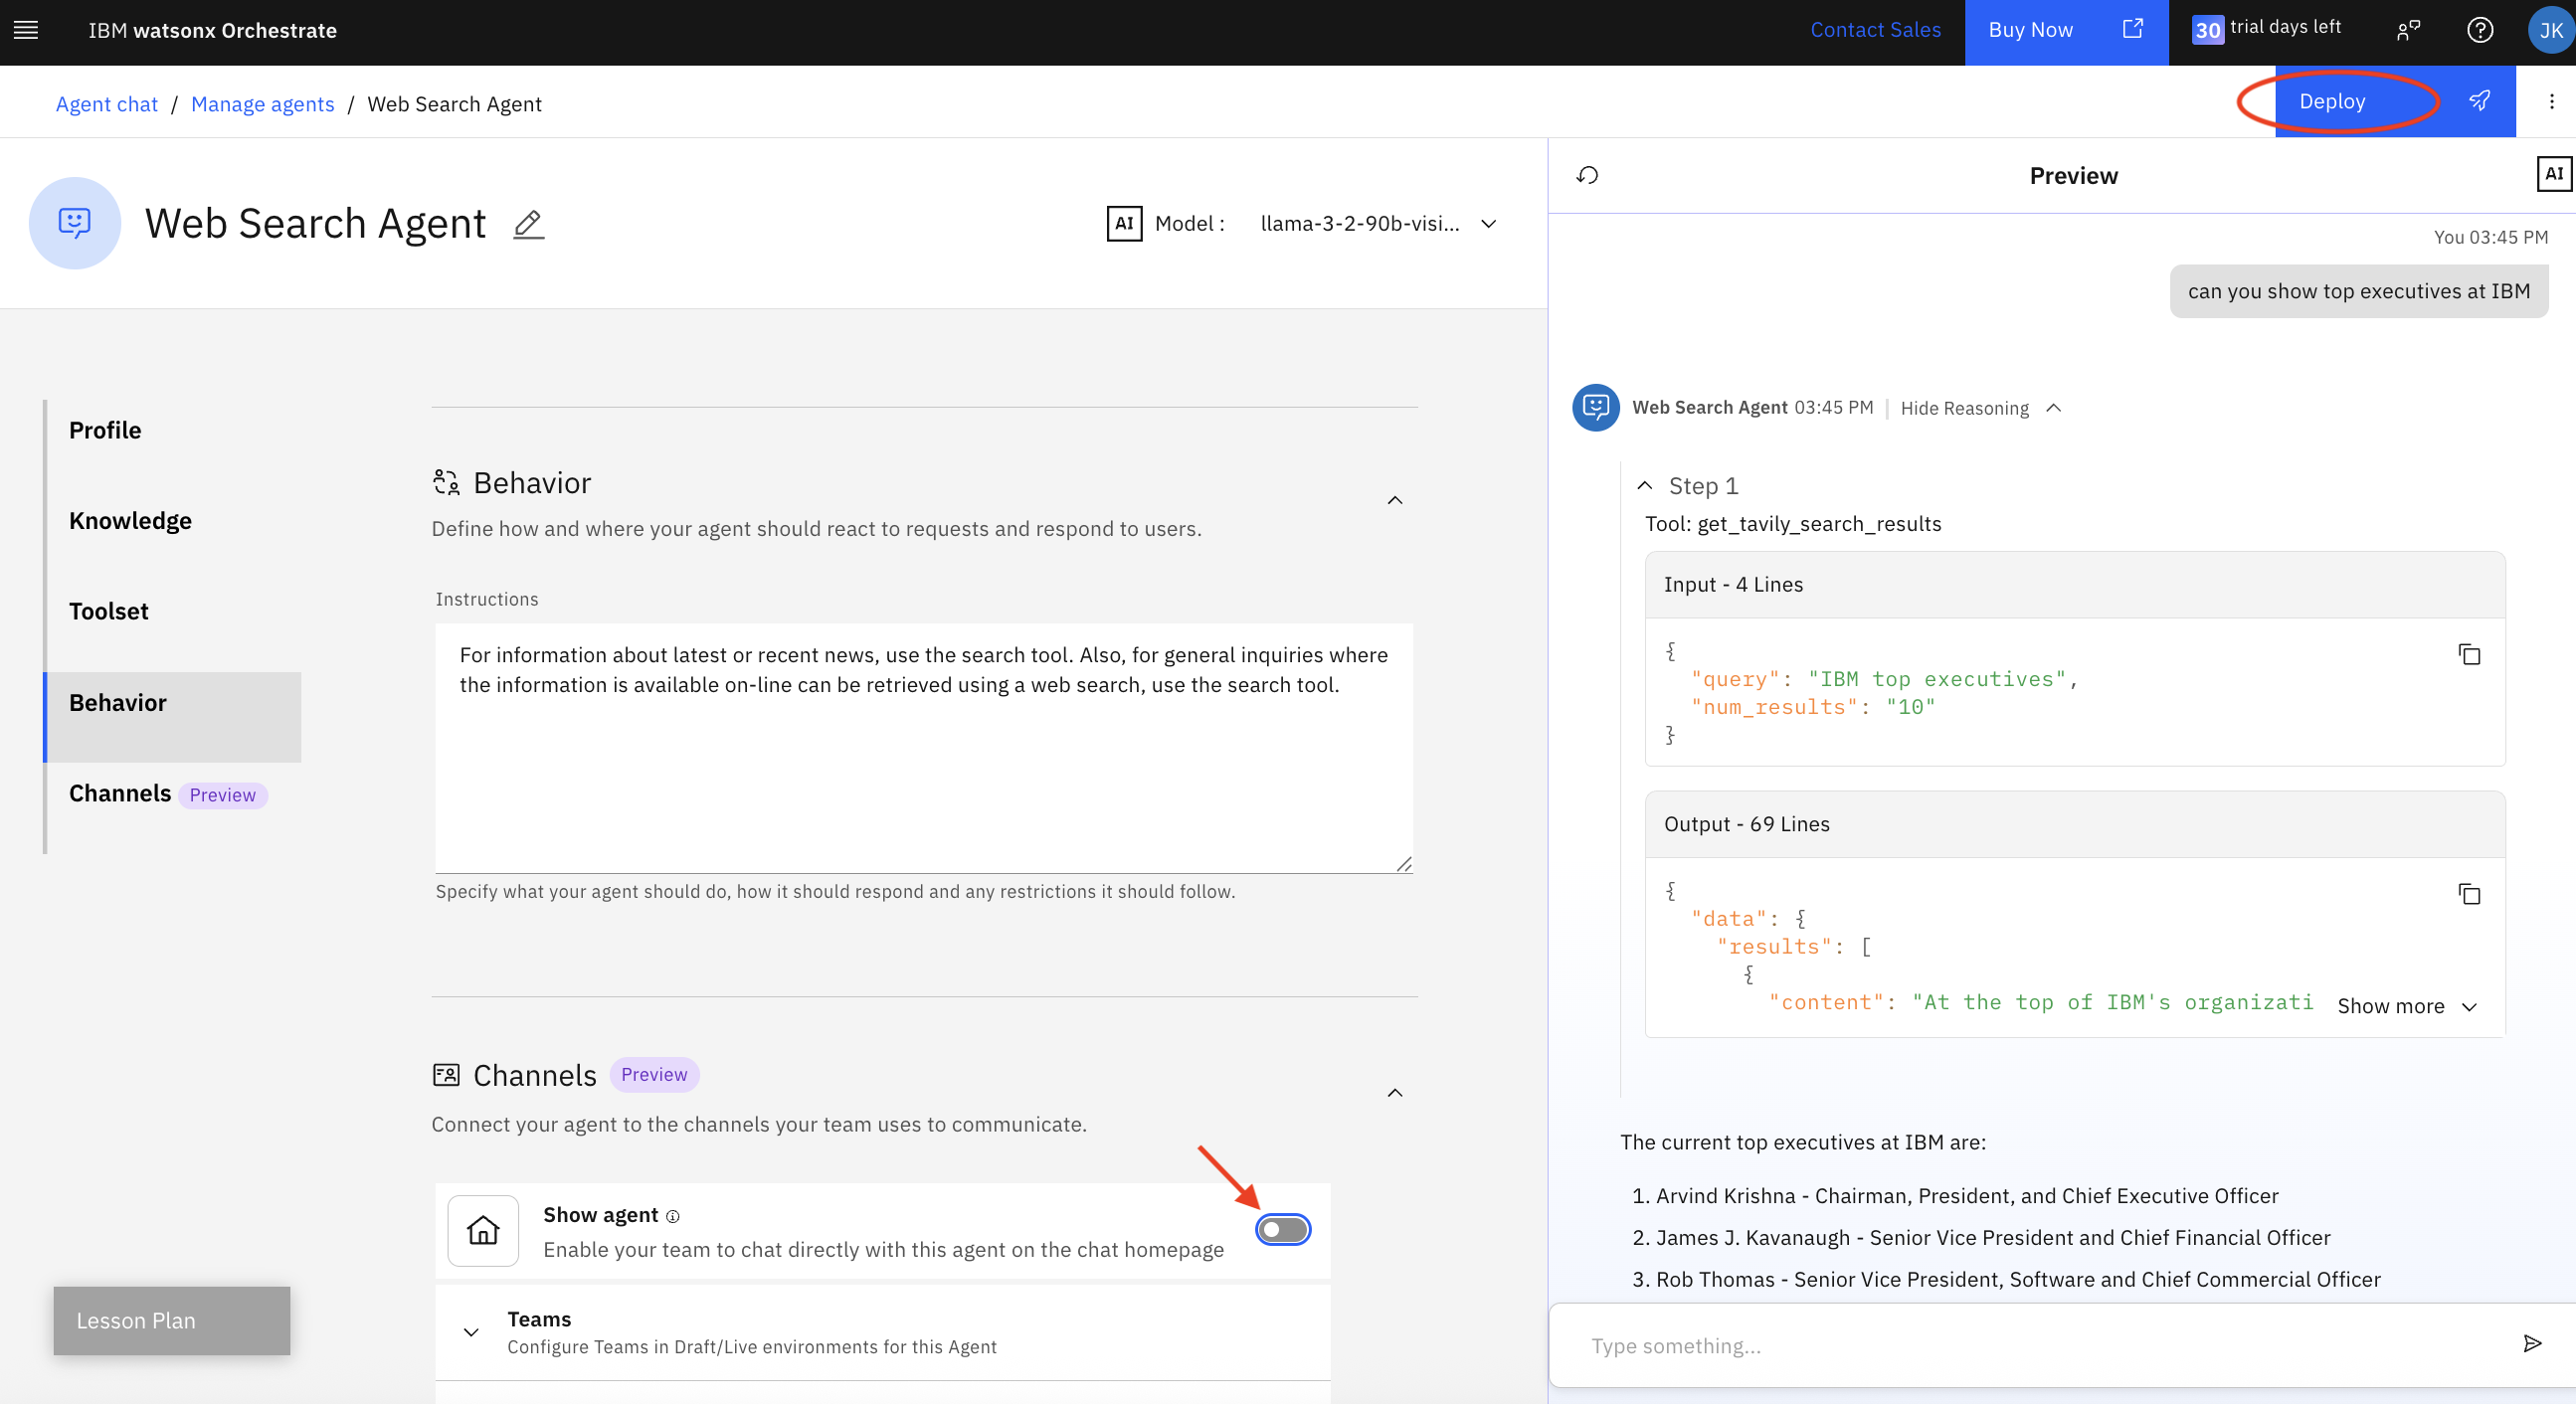 IBM watsonx Orchestrate
Contact Sales
Buy Now
30 trial days left
JK
Agent chat / Manage agents / Web Search Agent
Deploy
Web Search Agent
AI Model : llama-3-2-90b-visi...
Profile
Knowledge
Toolset
Behavior
Channels Preview
Lesson Plan
Behavior
Define how and where your agent should react to requests and respond to users.
Instructions
For information about latest or recent news, use the search tool. Also, for general inquiries where
the information is available on-line can be retrieved using a web search, use the search tool.
Specify what your agent should do, how it should respond and any restrictions it should follow.
Channels Preview
Connect your agent to the channels your team uses to communicate.
Show agent
Enable your team to chat directly with this agent on the chat homepage
Teams
Configure Teams in Draft/Live environments for this Agent
Preview
AI
You 03:45 PM
can you show top executives at IBM
Web Search Agent 03:45 PM | Hide Reasoning
Step 1
Tool: get_tavily_search_results
Input - 4 Lines
{
"query": "IBM top executives",
"num_results": "10"
}
Output - 69 Lines
{
"data": {
"results": [
{
"content": "At the top of IBM's organizati
Show more
The current top executives at IBM are:
1. Arvind Krishna - Chairman, President, and Chief Executive Officer
2. James J. Kavanaugh - Senior Vice President and Chief Financial Officer
3. Rob Thomas - Senior Vice President, Software and Chief Commercial Officer
Type something...